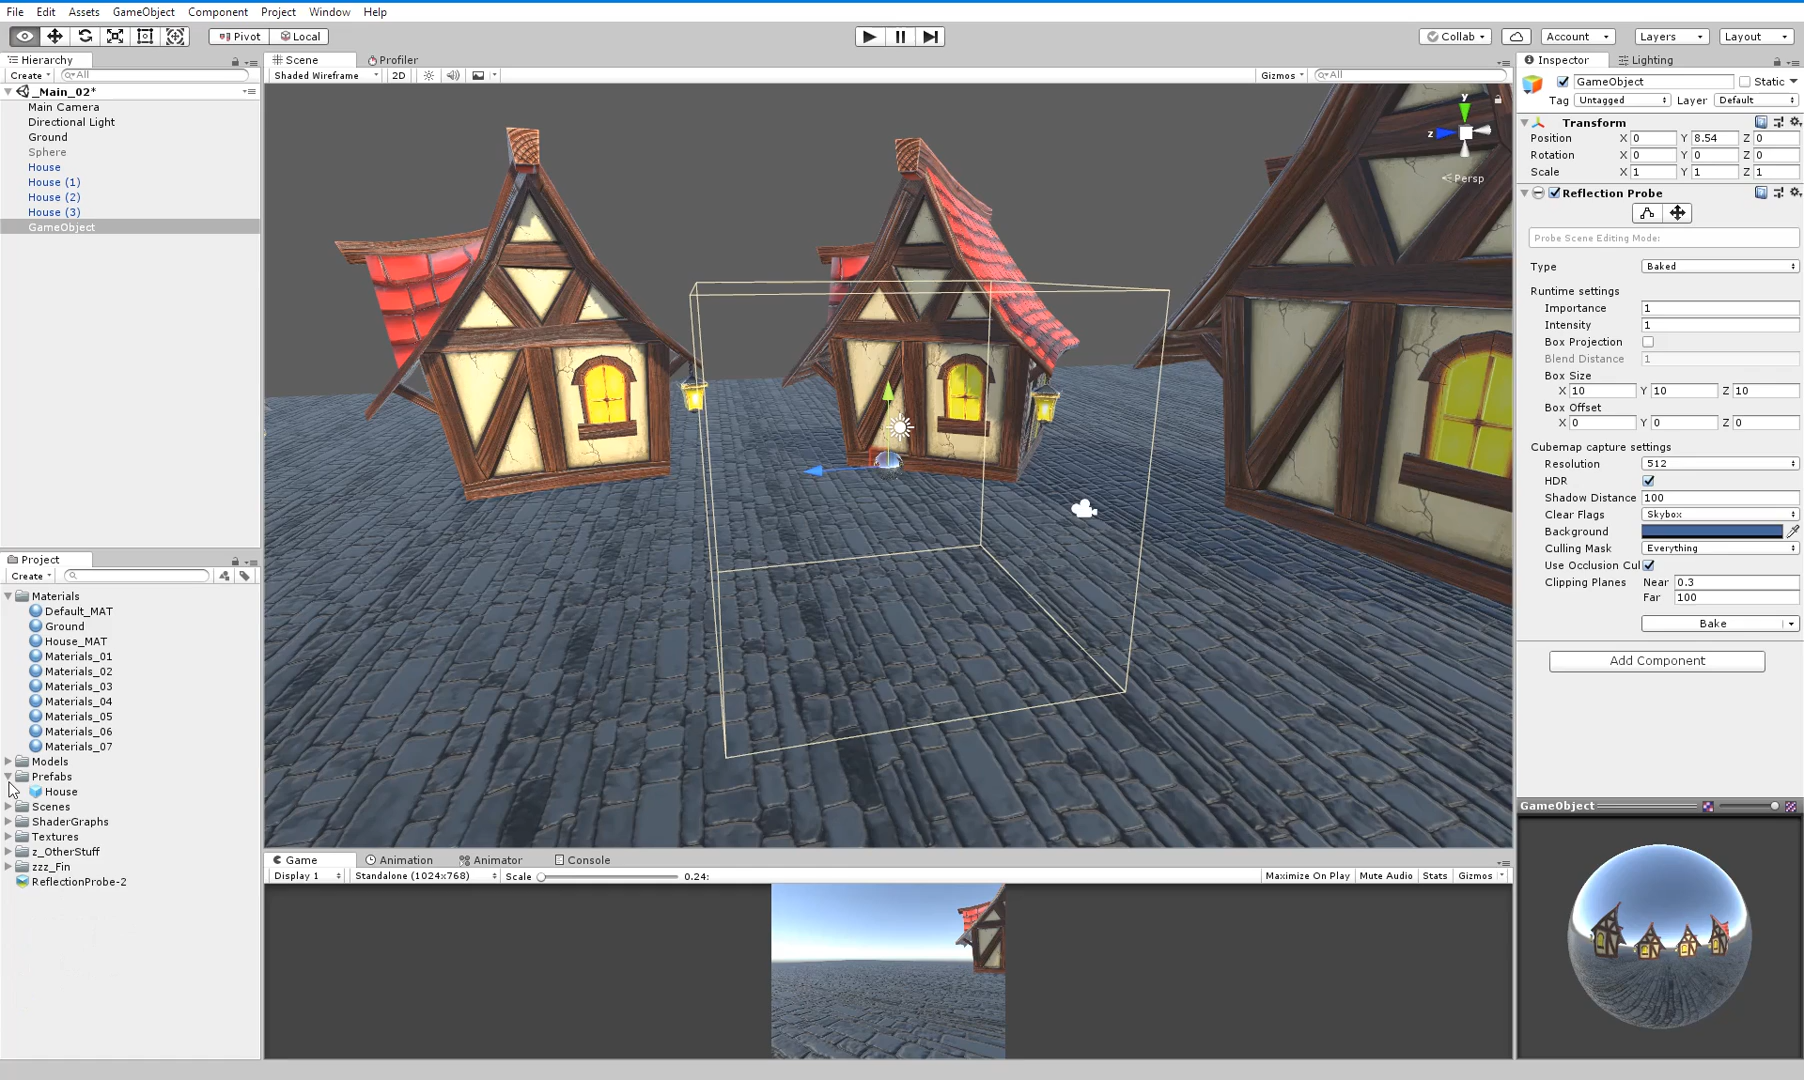 File Edit Assets GameObject Component Project Window Help
Pivot Local Collab Account Layers Layout
Hierarchy
Create All
_Main_02*
Main Camera
Directional Light
Ground
Sphere
House
House (1)
House (2)
House (3)
GameObject
Scene Profiler
Shaded Wireframe 2D Gizmos All
y
z
Persp
Inspector Lighting
GameObject Static
Tag Untagged Layer Default
Transform
Position X 0 Y 8.54 Z 0
Rotation X 0 Y 0 Z 0
Scale X 1 Y 1 Z 1
Reflection Probe
Probe Scene Editing Mode:
Type Baked
Runtime settings
Importance 1
Intensity 1
Box Projection
Blend Distance 1
Box Size
X 10 Y 10 Z 10
Box Offset
X 0 Y 0 Z 0
Cubemap capture settings
Resolution 512
HDR
Shadow Distance 100
Clear Flags Skybox
Background
Culling Mask Everything
Use Occlusion Cul
Clipping Planes Near 0.3
Far 100
Bake
Add Component
GameObject
Project
Create
Materials
Default_MAT
Ground
House_MAT
Materials_01
Materials_02
Materials_03
Materials_04
Materials_05
Materials_06
Materials_07
Models
Prefabs
House
Scenes
ShaderGraphs
Textures
z_OtherStuff
zzz_Fin
ReflectionProbe-2
Game Animation Animator Console
Display 1 Standalone (1024x768) Scale 0.24: Maximize On Play Mute Audio Stats Gizmos